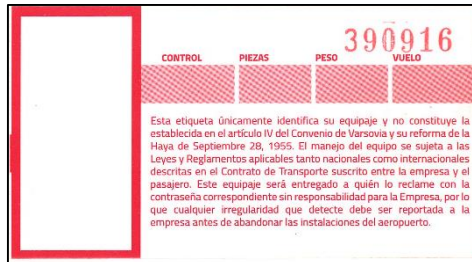 390916
CONTROL PIEZAS PESO VUELO
Esta etiqueta únicamente identifica su equipaje y no constituye la
establecida en el artículo IV del Convenio de Varsovia y su reforma de la
Haya de Septiembre 28, 1955. El manejo del equipo se sujeta a las
Leyes y Reglamentos aplicables tanto nacionales como internacionales
descritas en el Contrato de Transporte suscrito entre la empresa y el
pasajero. Este equipaje será entregado a quién lo reclame con la
contraseña correspondiente sin responsabilidad para la Empresa, por lo
que cualquier irregularidad que detecte debe ser reportada a la
empresa antes de abandonar las instalaciones del aeropuerto.